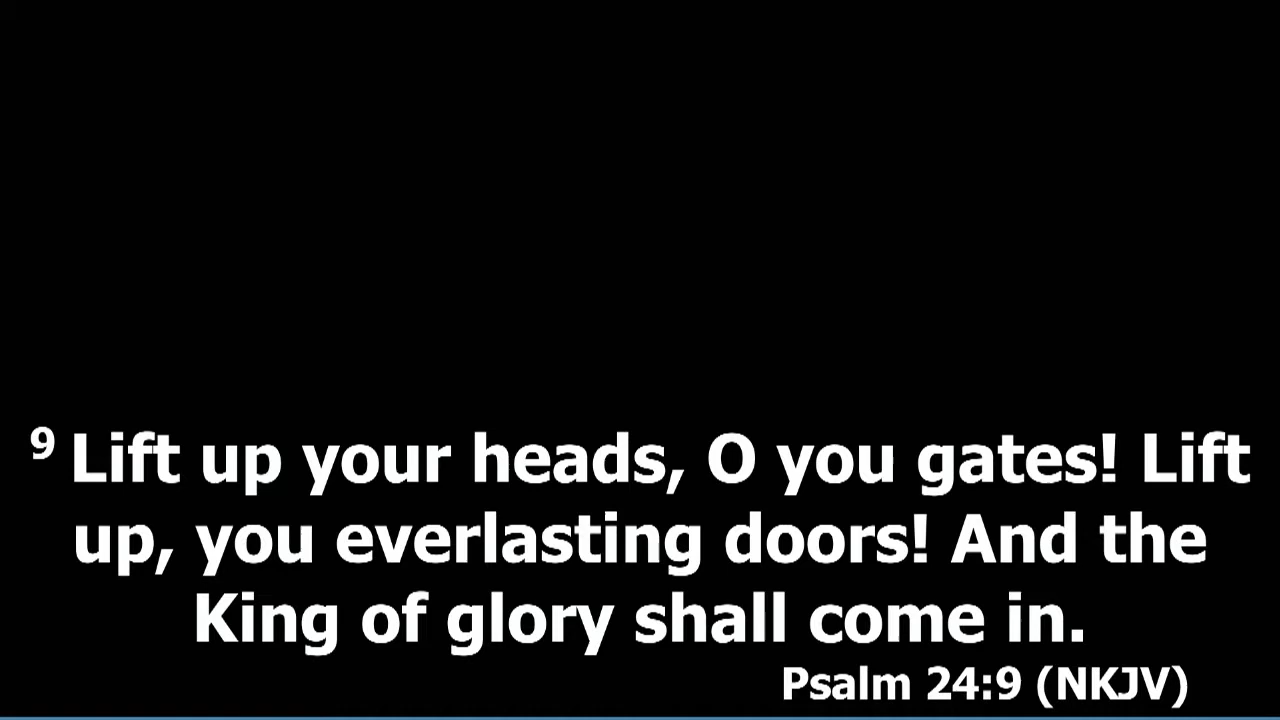 9 Lift up your heads, O you gates! Lift
up, you everlasting doors! And the
King of glory shall come in.
Psalm 24:9 (NKJV)